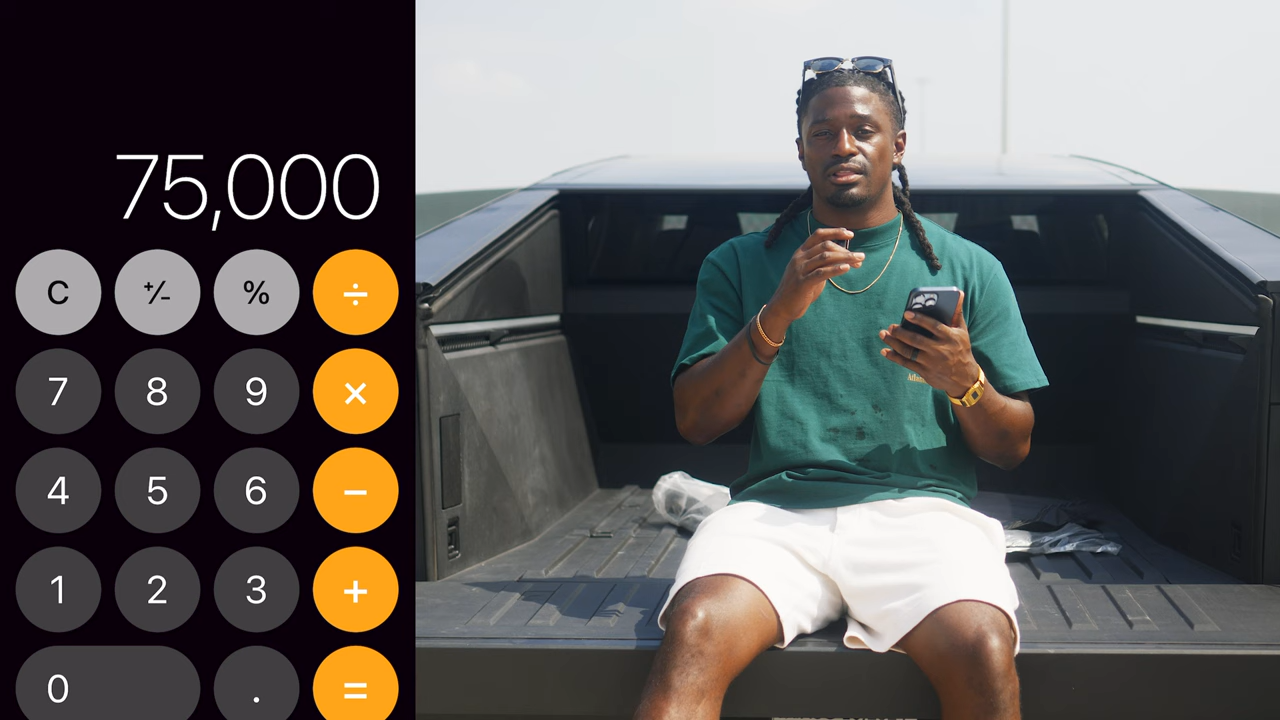 75,000
C +/- % ÷
7 8 9 ×
4 5 6 −
1 2 3 +
0 . =